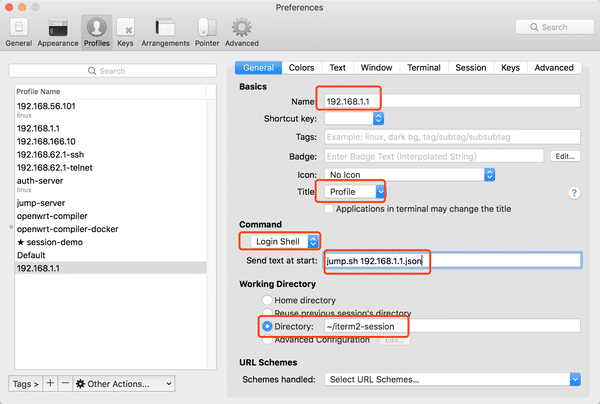 Preferences
General Appearance Profiles Keys Arrangements Pointer Advanced
Search
Search
Profile Name
192.168.56.101
linux
192.168.1.1
192.168.166.10
192.168.62.1-ssh
192.168.62.1-telnet
auth-server
linux
jump-server
openwrt-compiler
openwrt-compiler-docker
★ session-demo
Default
192.168.1.1
Tags > + − Other Actions...
General Colors Text Window Terminal Session Keys Advanced
Basics
Name: 192.168.1.1
Shortcut key:
Tags: Example: linux, dark bg, tag/subtag/subsubtag
Badge: Enter Badge Text (Interpolated String) Edit...
Icon: No Icon
Title: Profile ?
Applications in terminal may change the title
Command
Login Shell
Send text at start: jump.sh 192.168.1.1.json
Working Directory
Home directory
Reuse previous session's directory
Directory: ~/iterm2-session
Advanced Configuration Edit...
URL Schemes
Schemes handled: Select URL Schemes...